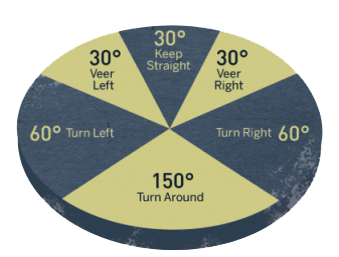 30°
Keep
Straight
30°
Veer
Left
30°
Veer
Right
60° Turn Left
Turn Right 60°
150°
Turn Around